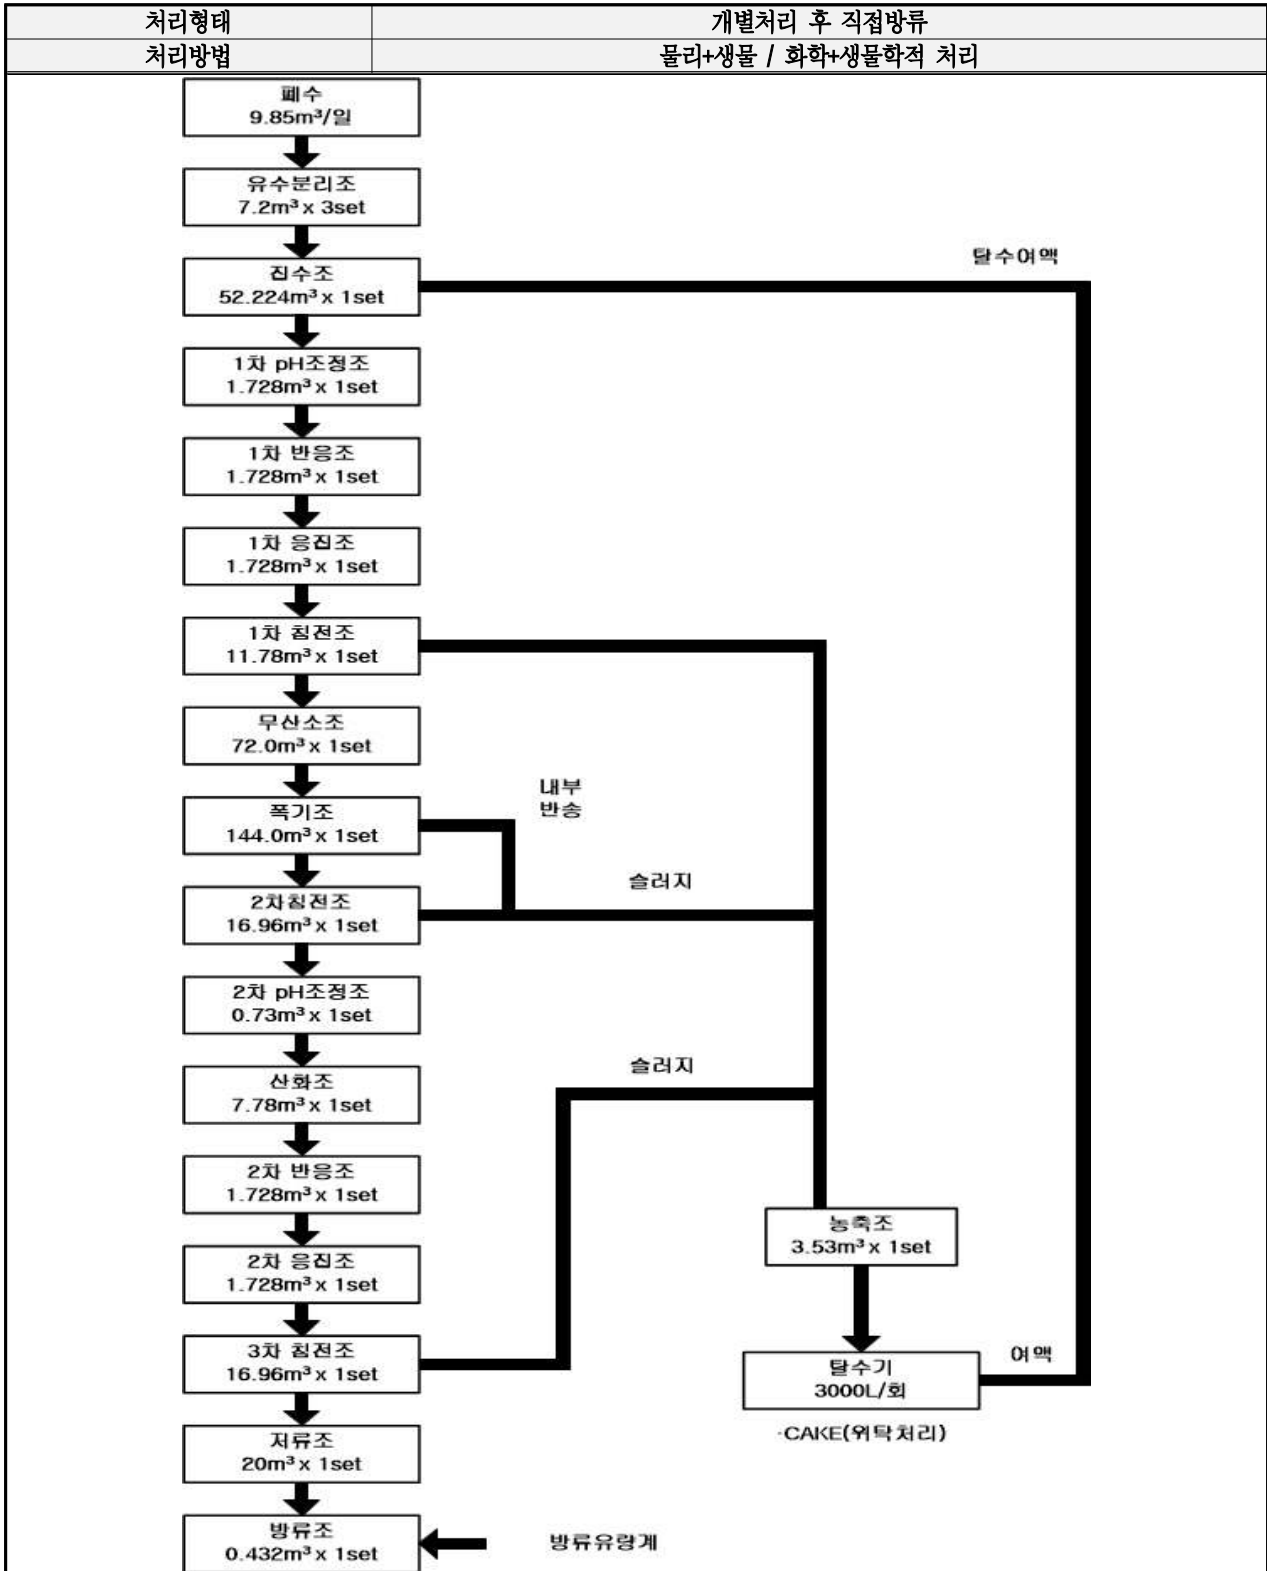 처리형태 개별처리 후 직접방류
처리방법 물리+생물 / 화학+생물학적 처리
폐수
9.85m³/일
유수분리조
7.2m³ x 3set
탈수여액
집수조
52.224m³ x 1set
1차 pH조정조
1.728m³ x 1set
1차 반응조
1.728m³ x 1set
1차 응집조
1.728m³ x 1set
1차 침전조
11.78m³ x 1set
무산소조
72.0m³ x 1set
내부
반송
폭기조
144.0m³ x 1set
슬러지
2차침전조
16.96m³ x 1set
2차 pH조정조
0.73m³ x 1set
슬러지
산화조
7.78m³ x 1set
2차 반응조
1.728m³ x 1set
농축조
3.53m³ x 1set
2차 응집조
1.728m³ x 1set
3차 침전조
16.96m³ x 1set
여액
탈수기
3000L/회
·CAKE(위탁처리)
저류조
20m³ x 1set
방류조
0.432m³ x 1set
방류유량계